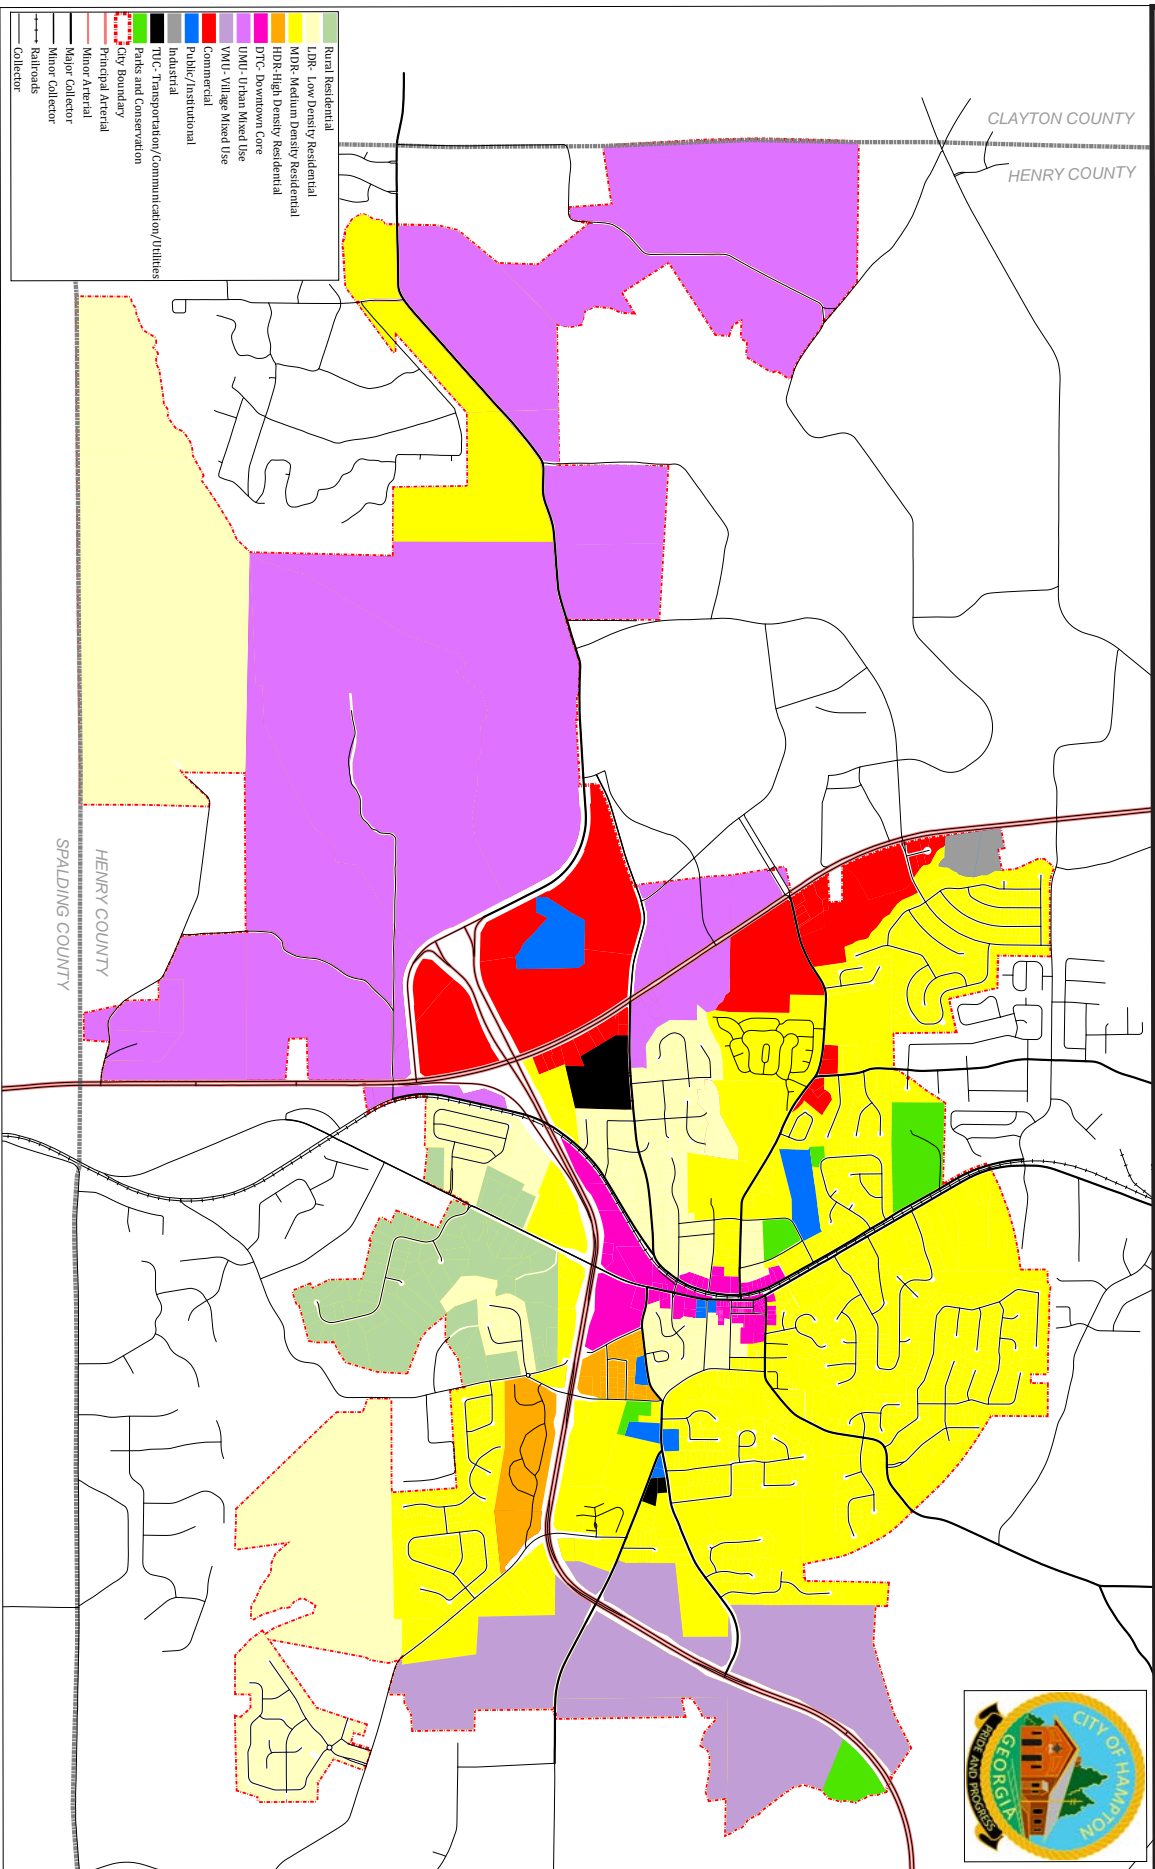 Rural Residential
LDR- Low Density Residential
MDR- Medium Density Residential
HDR-High Density Residential
DTC- Downtown Core
UMU- Urban Mixed Use
VMU- Village Mixed Use
Commercial
Public/Institutional
Industrial
TUC- Transportation/Communication/Utilities
Parks and Conservation
City Boundary
Principal Arterial
Minor Arterial
Major Collector
Minor Collector
Railroads
Collector
CLAYTON COUNTY
HENRY COUNTY
HENRY COUNTY
SPALDING COUNTY
CITY OF HAMPTON
GEORGIA
PRIDE AND PROGRESS